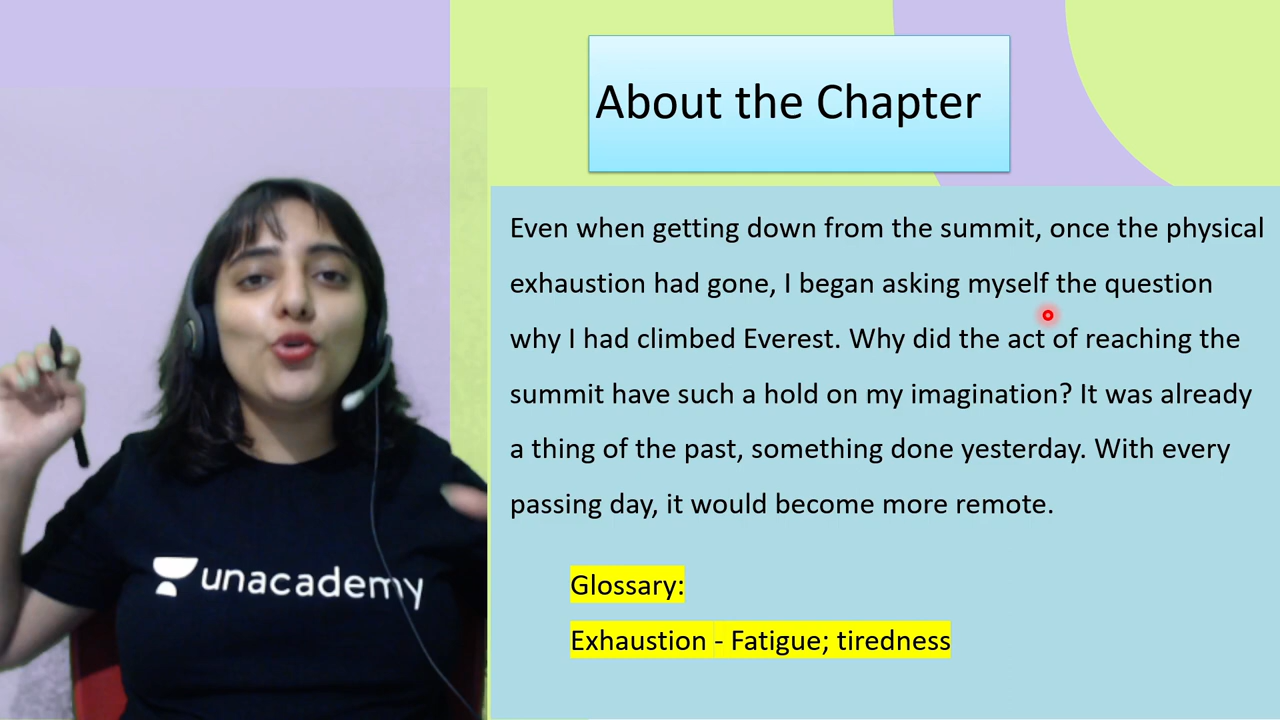 About the Chapter
Even when getting down from the summit, once the physical
exhaustion had gone, I began asking myself the question
why I had climbed Everest. Why did the act of reaching the
summit have such a hold on my imagination? It was already
a thing of the past, something done yesterday. With every
passing day, it would become more remote.
Glossary:
Exhaustion - Fatigue; tiredness
unacademy